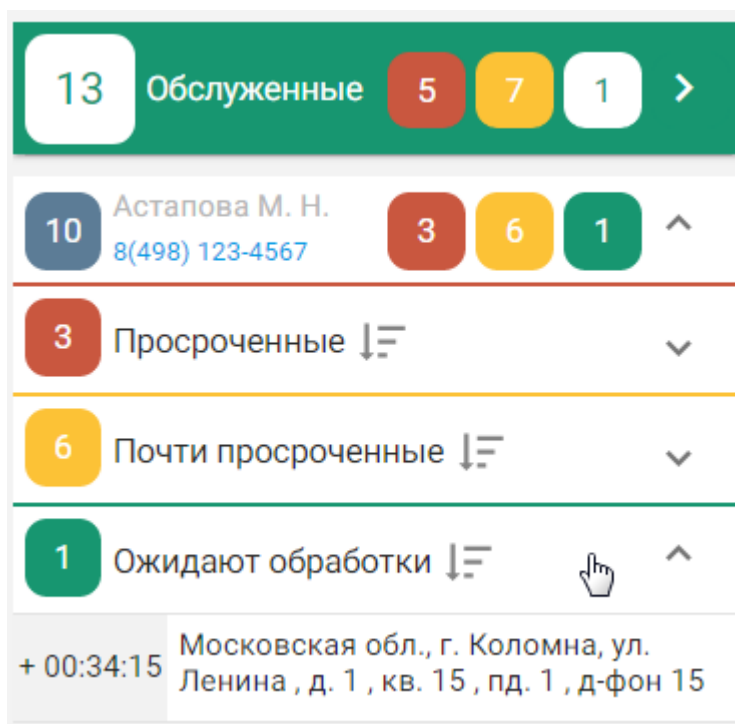 13 Обслуженные 5 7 1
10 Астапова М. Н. 3 6 1
8(498) 123-4567
3 Просроченные
6 Почти просроченные
1 Ожидают обработки
+ 00:34:15 Московская обл., г. Коломна, ул.
Ленина , д. 1 , кв. 15 , пд. 1 , д-фон 15